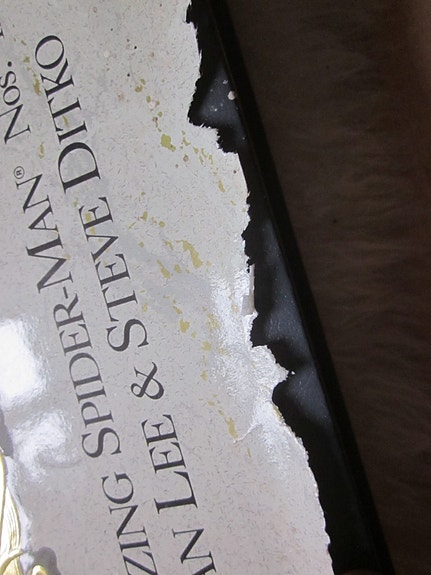 ZING SPIDER-MAN® NOS.
AN LEE & STEVE DITKO